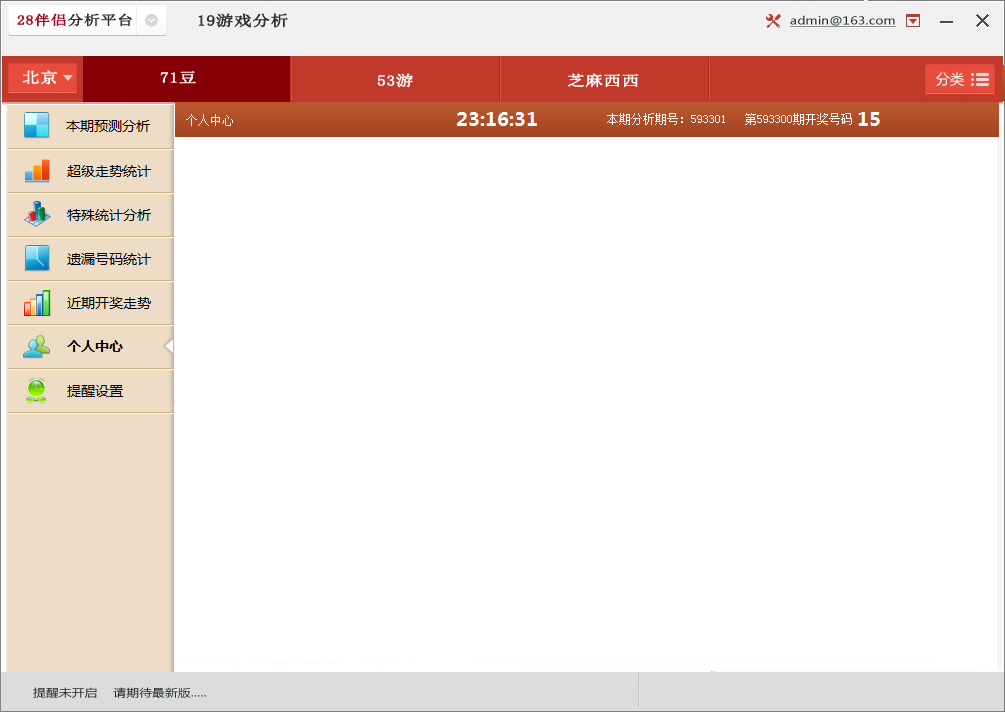 28伴侣分析平台
19游戏分析
admin@163.com
北京
71豆
53游
芝麻西西
分类
个人中心
23:16:31
本期分析期号：593301
第593300期开奖号码 15
本期预测分析
超级走势统计
特殊统计分析
遗漏号码统计
近期开奖走势
个人中心
提醒设置
提醒未开启
请期待最新版.....